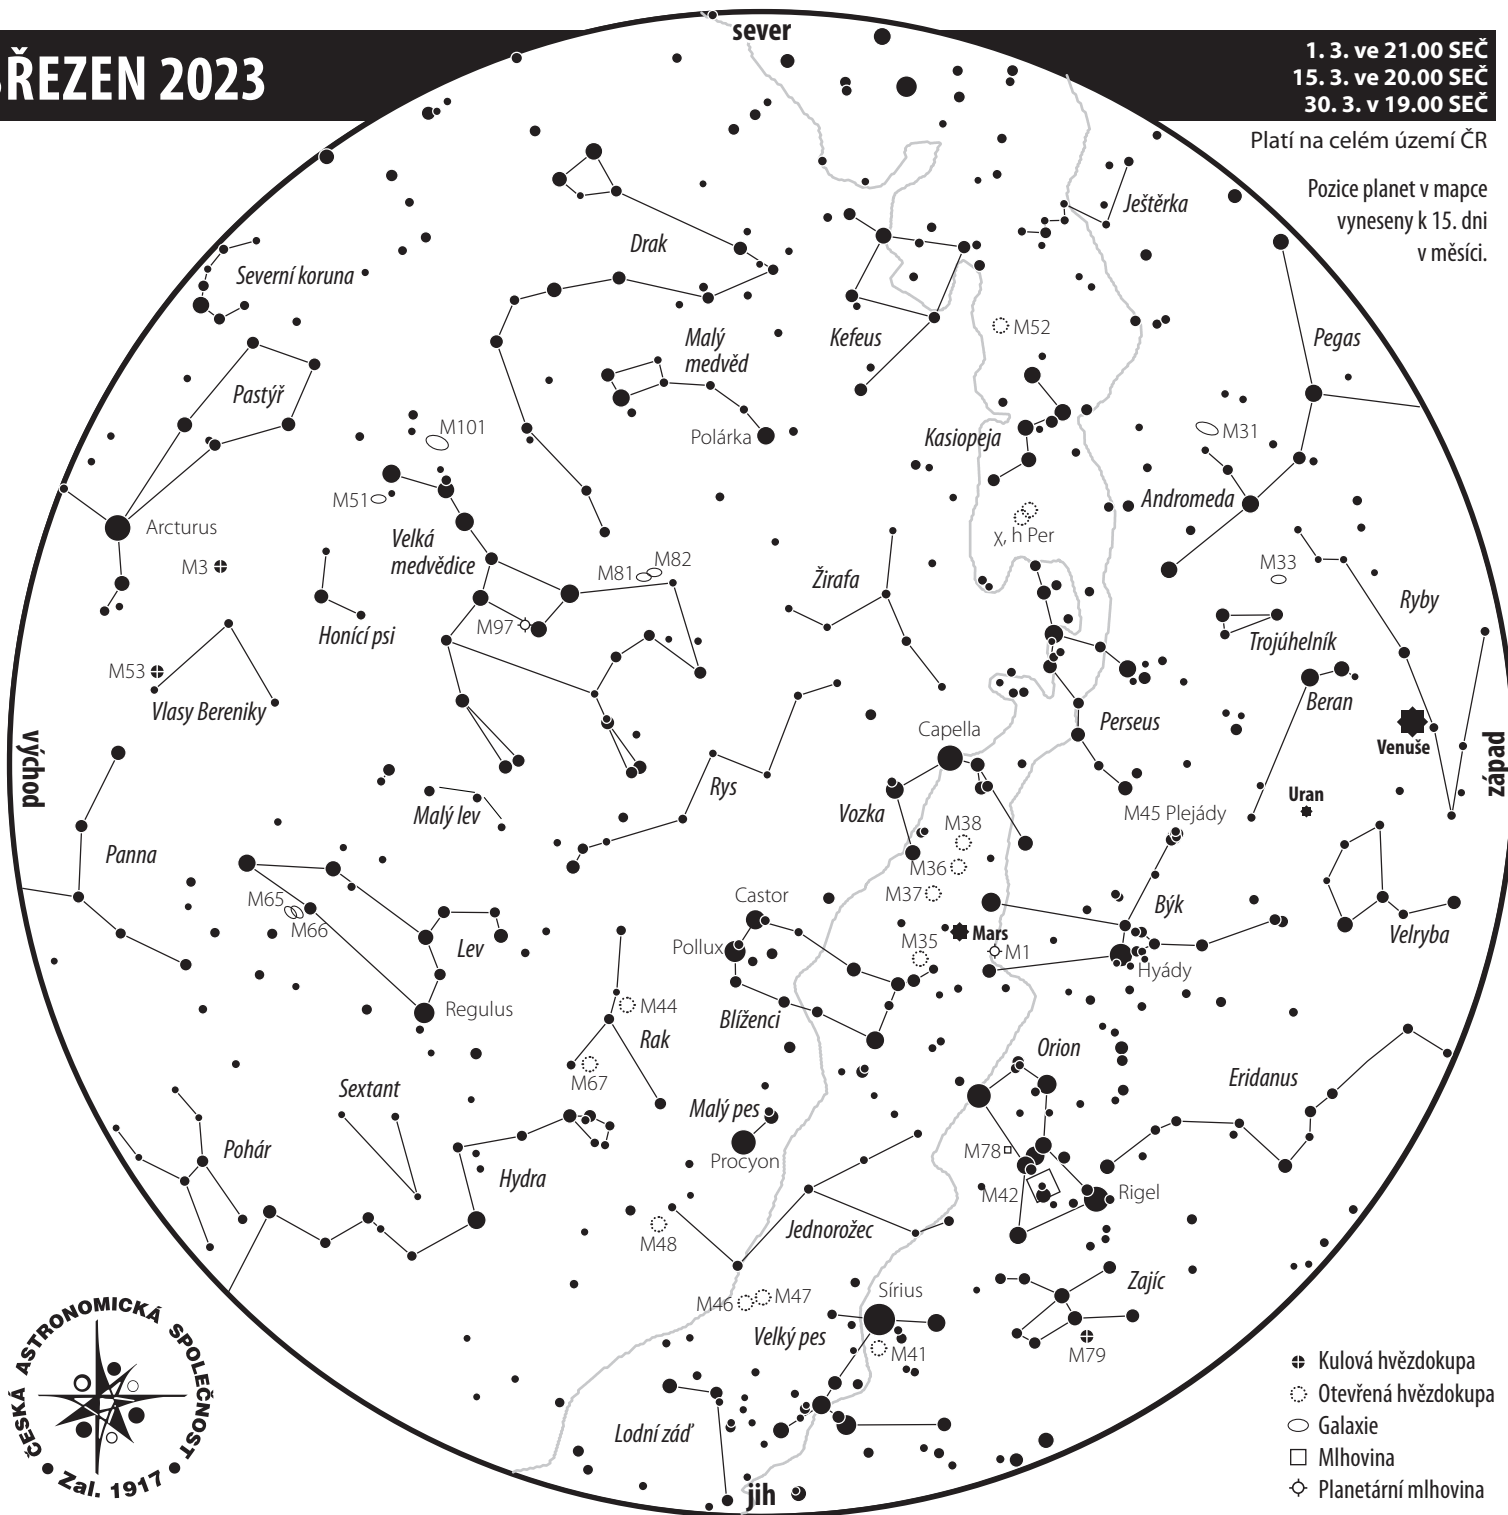 BŘEZEN 2023
1. 3. ve 21.00 SEČ
15. 3. ve 20.00 SEČ
30. 3. v 19.00 SEČ
Platí na celém území ČR
Pozice planet v mapce
vyneseny k 15. dni
v měsíci.
sever
Ještěrka
Drak
Severní koruna
M52
Kefeus
Pegas
Malý
medvěd
Pastýř
M101
Polárka
Kasiopeja
M31
M51
Andromeda
Arcturus
Velká
medvědice
χ, h Per
M3
M81
M82
Žirafa
M33
Ryby
Honící psi
M97
Trojúhelník
M53
Vlasy Bereniky
Beran
Perseus
Capella
Venuše
východ
západ
Rys
Uran
Malý lev
Vozka
M45 Plejády
M38
Panna
M36
M37
M65
M66
Castor
Býk
Lev
Pollux
M35
Mars
M1
Velryba
Hyády
Regulus
M44
Blíženci
Rak
Orion
M67
Eridanus
Sextant
Malý pes
Pohár
Procyon
M78
Hydra
M42
Rigel
M48
Jednorožec
Zajíc
Sírius
M46
M47
Velký pes
M41
M79
Lodní záď
jih
Kulová hvězdokupa
Otevřená hvězdokupa
Galaxie
Mlhovina
Planetární mlhovina
ČESKÁ ASTRONOMICKÁ SPOLEČNOST
Zal. 1917